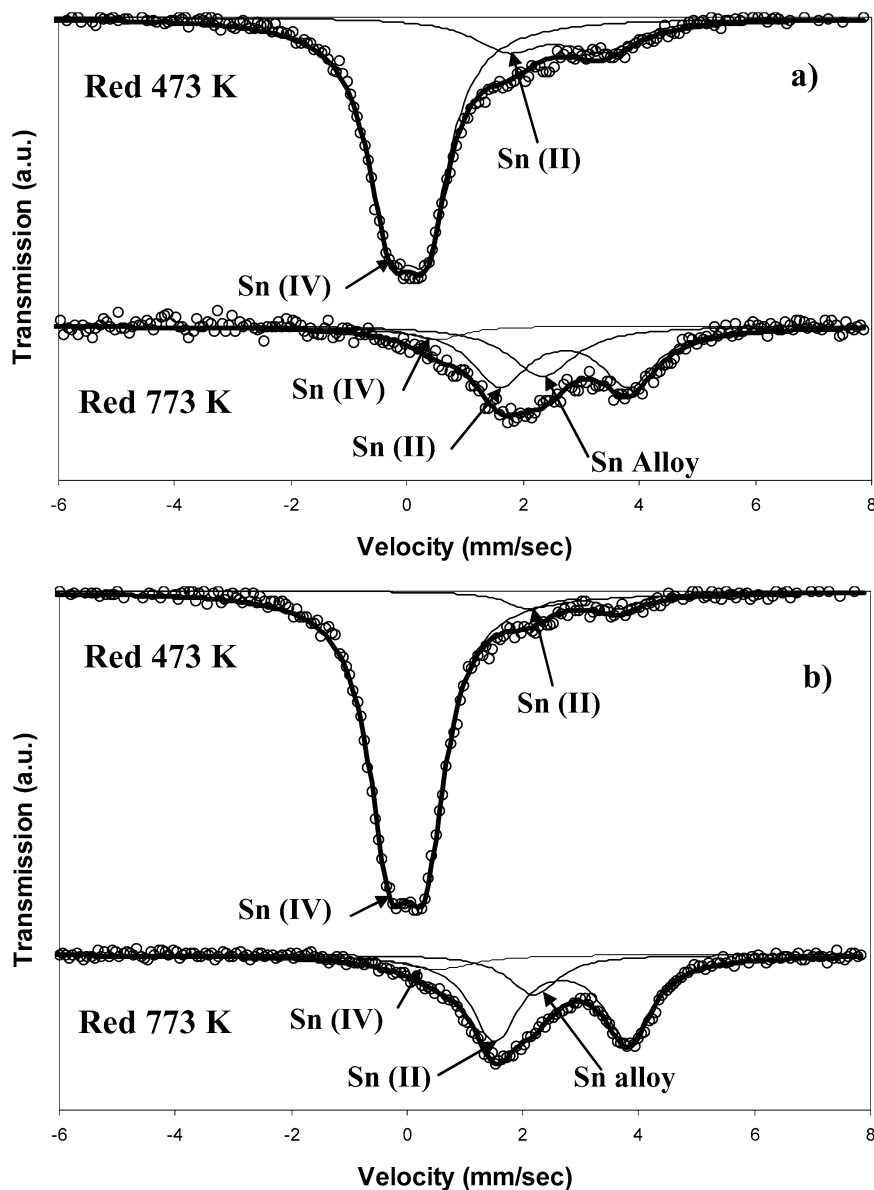 a)
Red 473 K
Sn (II)
Sn (IV)
Red 773 K
Sn (IV)
Sn (II)
Sn Alloy
Transmission (a.u.)
-6 -4 -2 0 2 4 6 8
Velocity (mm/sec)
Red 473 K
b)
Sn (II)
Sn (IV)
Red 773 K
Sn (IV)
Sn (II)
Sn alloy
Transmission (a.u.)
-6 -4 -2 0 2 4 6 8
Velocity (mm/sec)